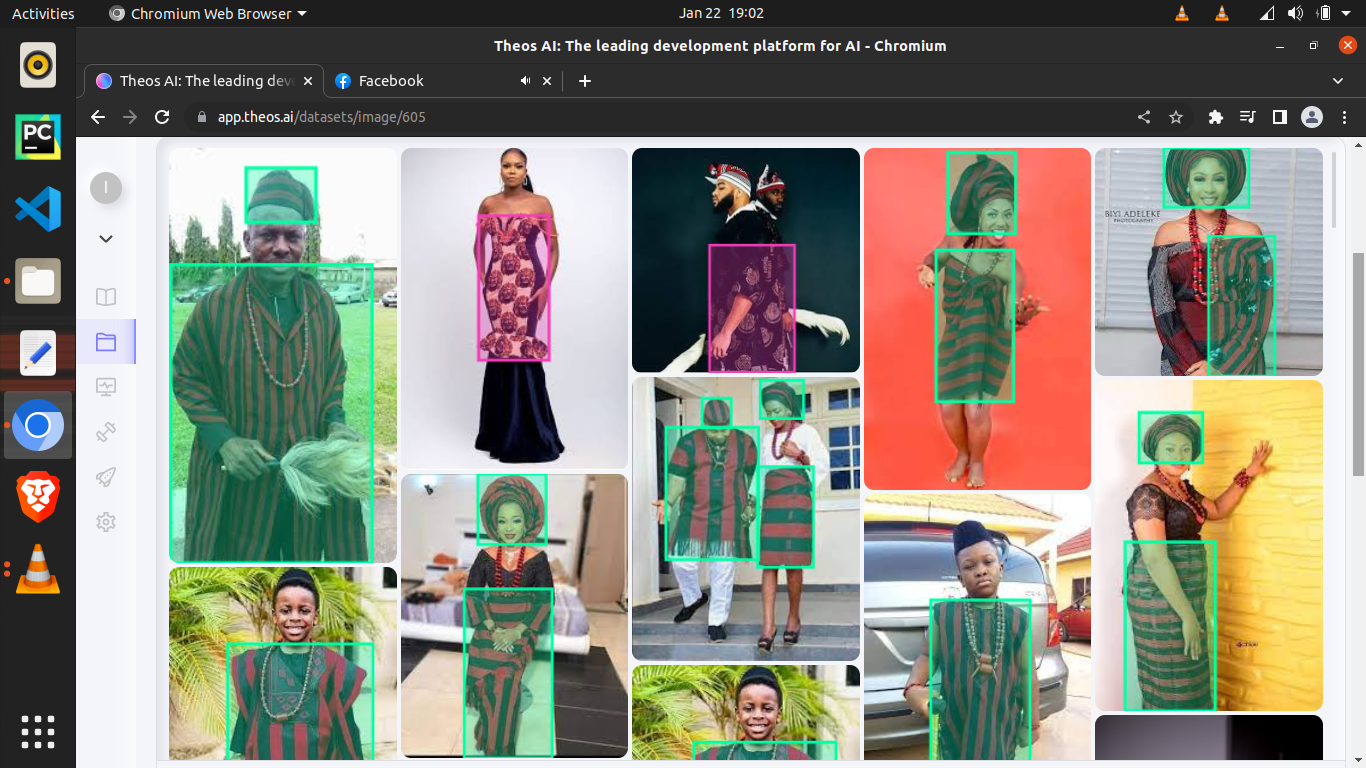 Activities
Chromium Web Browser
Jan 22 19:02
Theos AI: The leading development platform for AI - Chromium
Theos AI: The leading dev
Facebook
app.theos.ai/datasets/image/605
PC
I
BIYI ADELEKE
PHOTOGRAPHY